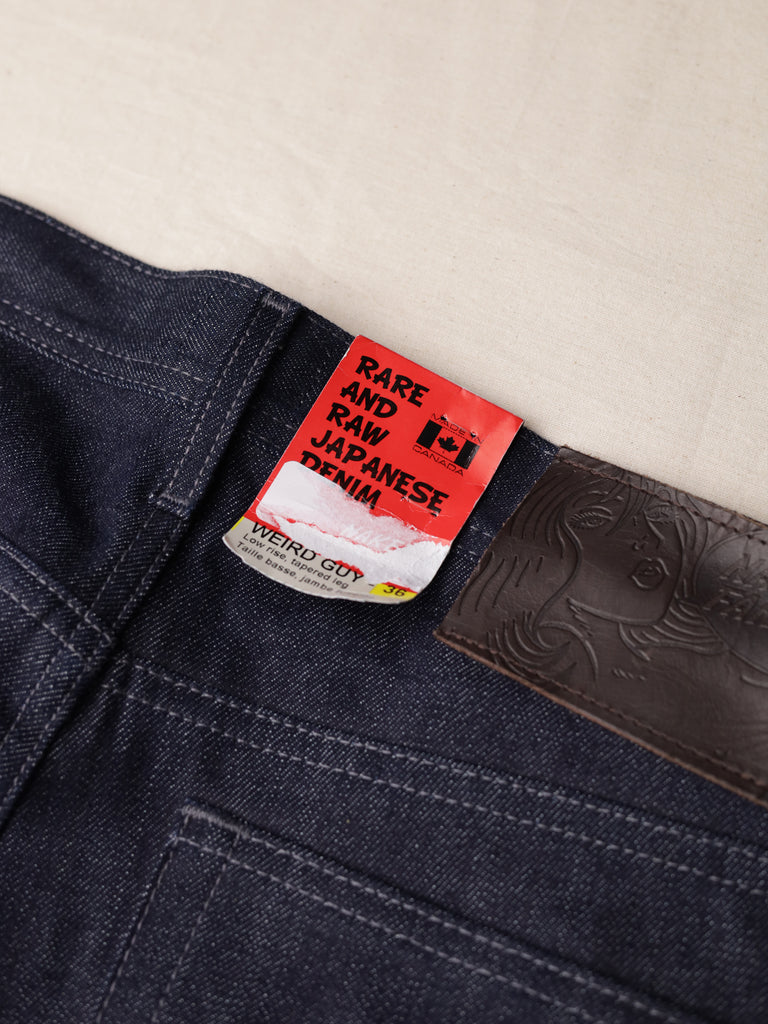 RARE
AND
RAW
JAPANESE
DENIM
MADE IN
CANADA
WEIRD GUY
Low rise, tapered leg
Taille basse, jambe
36